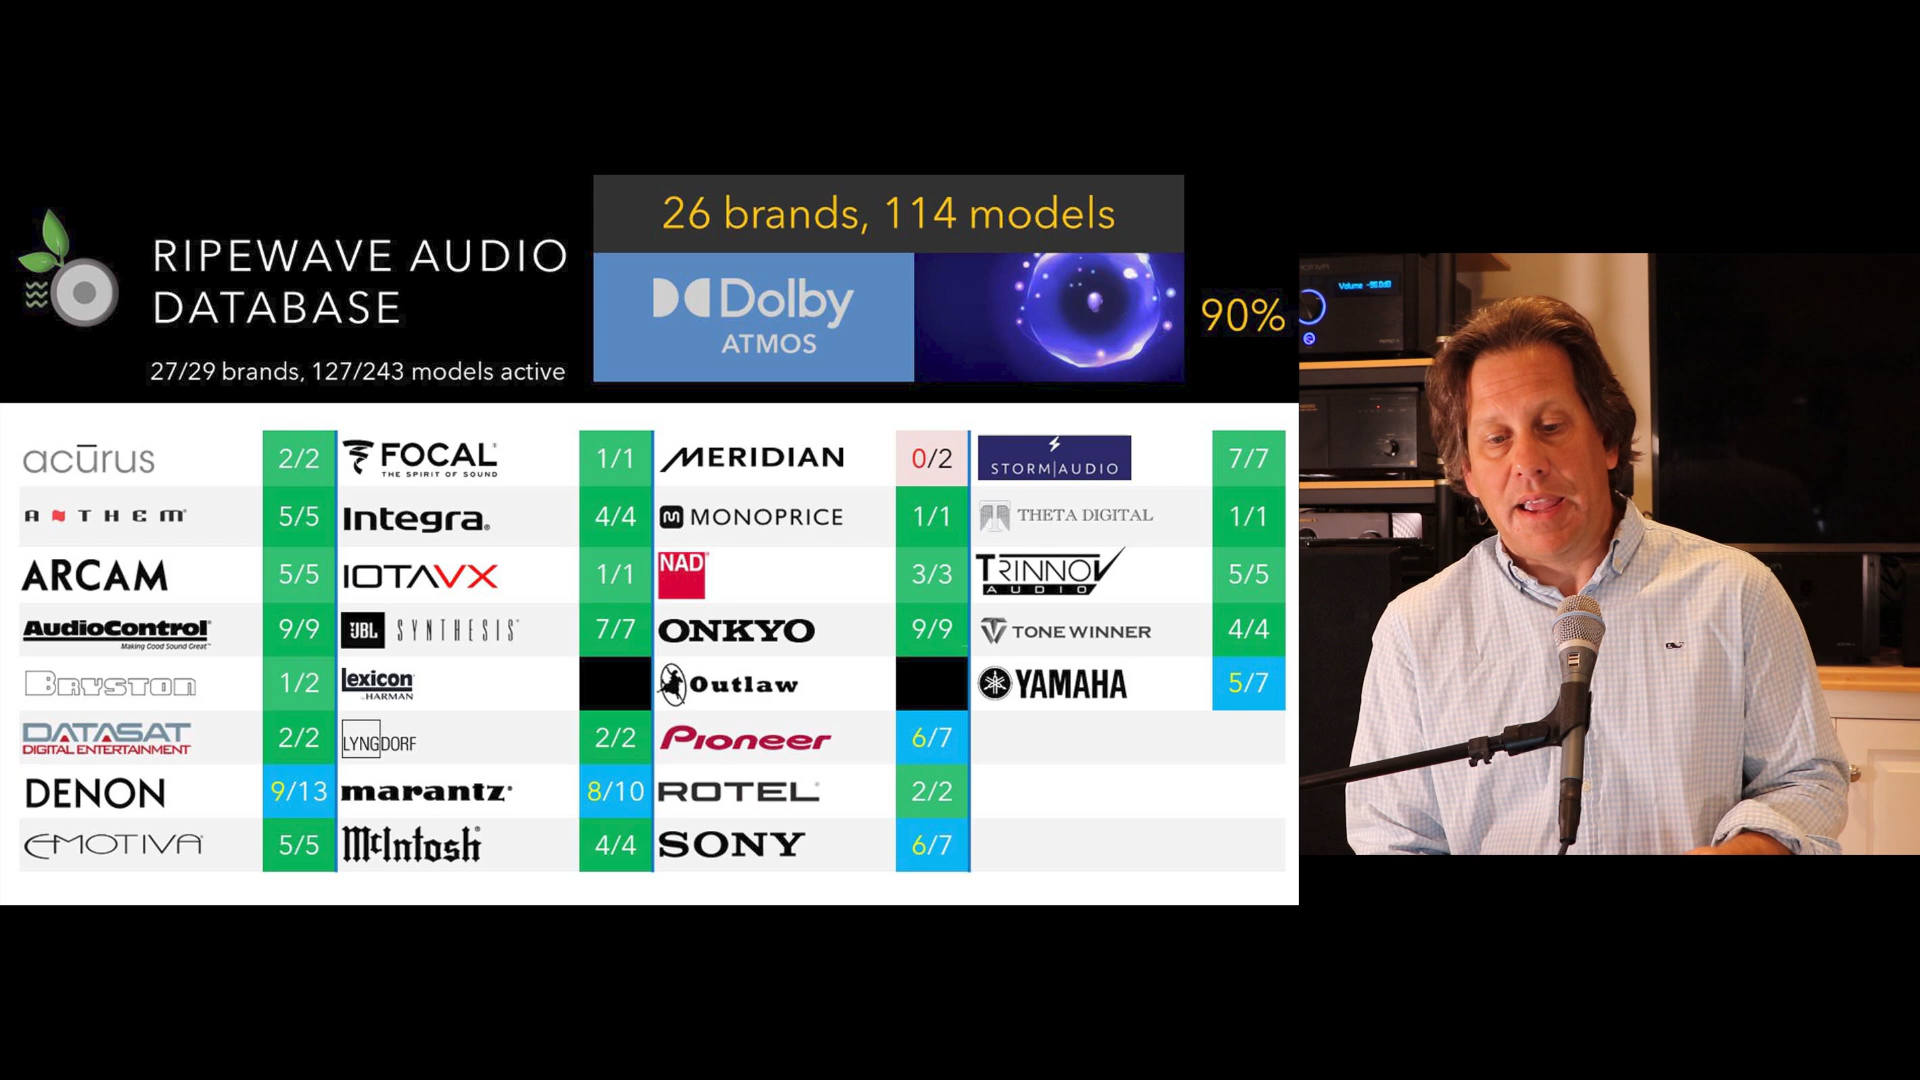 26 brands, 114 models
RIPEWAVE AUDIO
DATABASE
27/29 brands, 127/243 models active
Dolby
ATMOS
90%
Volume -95.0dB
acūrus 2/2 FOCAL THE SPIRIT OF SOUND 1/1 MERIDIAN 0/2 STORM|AUDIO 7/7
ANTHEM 5/5 Integra 4/4 MONOPRICE 1/1 THETA DIGITAL 1/1
ARCAM 5/5 IOTAVX 1/1 NAD 3/3 TRINNOV AUDIO 5/5
AudioControl Making Good Sound Great™ 9/9 JBL SYNTHESIS 7/7 ONKYO 9/9 TONE WINNER 4/4
BRYSTON 1/2 lexicon BY HARMAN Outlaw YAMAHA 5/7
DATASAT DIGITAL ENTERTAINMENT 2/2 LYNGDORF 2/2 Pioneer 6/7
DENON 9/13 marantz 8/10 ROTEL 2/2
EMOTIVA 5/5 McIntosh 4/4 SONY 6/7